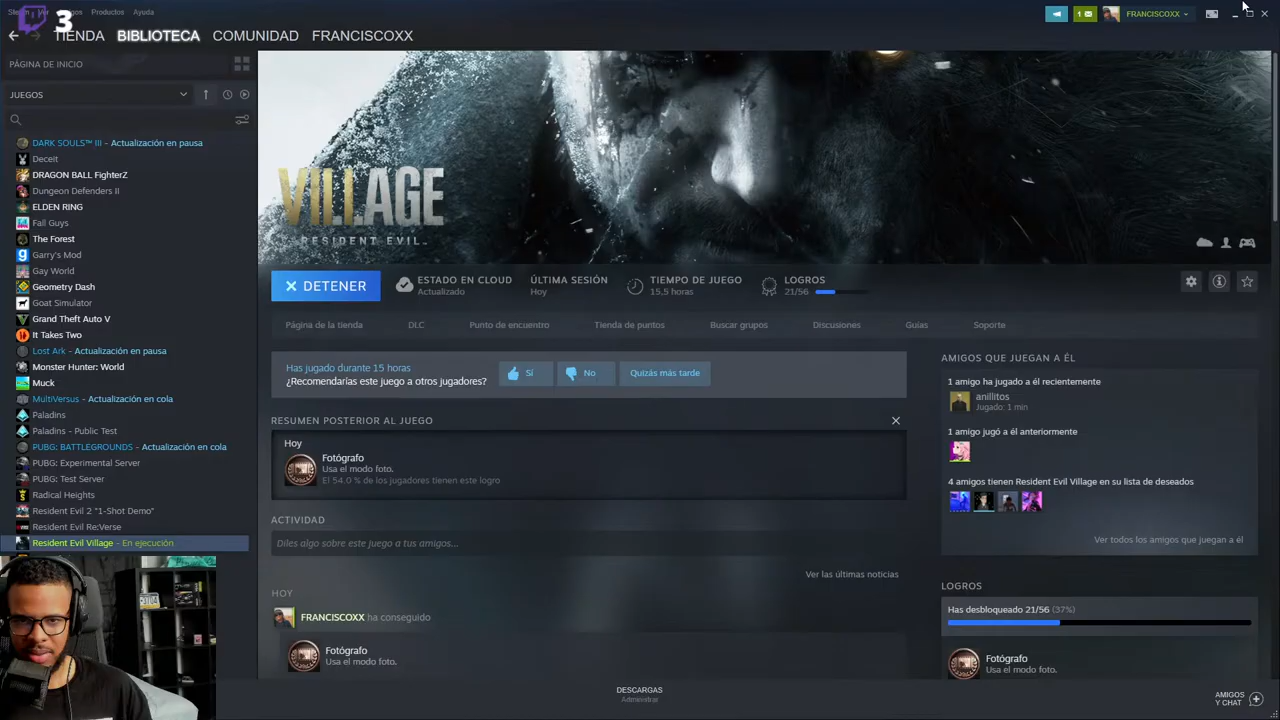 Productos
Ayuda
3
FRANCISCOXX
TIENDA
BIBLIOTECA
COMUNIDAD
FRANCISCOXX
PÁGINA DE INICIO
JUEGOS
DARK SOULS™ III - Actualización en pausa
Deceit
DRAGON BALL FighterZ
Dungeon Defenders II
ELDEN RING
Fall Guys
The Forest
Garry's Mod
Gay World
Geometry Dash
Goat Simulator
Grand Theft Auto V
It Takes Two
Lost Ark - Actualización en pausa
Monster Hunter: World
Muck
MultiVersus - Actualización en cola
Paladins
Paladins - Public Test
PUBG: BATTLEGROUNDS - Actualización en cola
PUBG: Experimental Server
PUBG: Test Server
Radical Heights
Resident Evil 2 "1-Shot Demo"
Resident Evil Re:Verse
Resident Evil Village - En ejecución
VILLAGE
RESIDENT EVIL™
DETENER
ESTADO EN CLOUD
Actualizado
ÚLTIMA SESIÓN
Hoy
TIEMPO DE JUEGO
15,5 horas
LOGROS
21/56
Página de la tienda
DLC
Punto de encuentro
Tienda de puntos
Buscar grupos
Discusiones
Guías
Soporte
Has jugado durante 15 horas
¿Recomendarías este juego a otros jugadores?
Sí
No
Quizás más tarde
RESUMEN POSTERIOR AL JUEGO
Hoy
Fotógrafo
Usa el modo foto.
El 54.0 % de los jugadores tienen este logro
ACTIVIDAD
Diles algo sobre este juego a tus amigos...
Ver las últimas noticias
HOY
FRANCISCOXX ha conseguido
Fotógrafo
Usa el modo foto.
AMIGOS QUE JUEGAN A ÉL
1 amigo ha jugado a él recientemente
anillitos
Jugado: 1 min
1 amigo jugó a él anteriormente
4 amigos tienen Resident Evil Village en su lista de deseados
Ver todos los amigos que juegan a él
LOGROS
Has desbloqueado 21/56 (37%)
Fotógrafo
Usa el modo foto.
DESCARGAS
Administrar
AMIGOS
Y CHAT